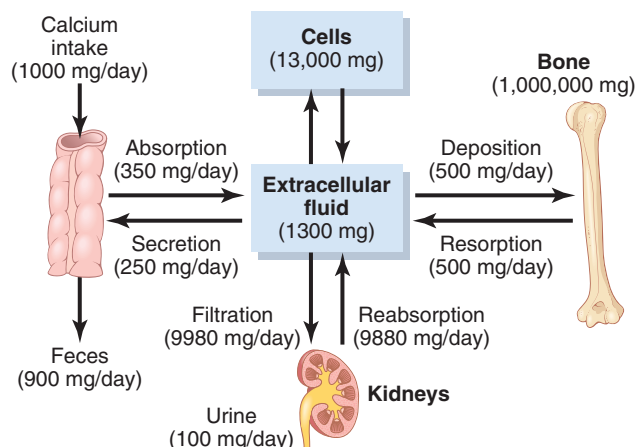 Calcium
intake
(1000 mg/day)
Cells
(13,000 mg)
Bone
(1,000,000 mg)
Absorption
(350 mg/day)
Deposition
(500 mg/day)
Extracellular
fluid
(1300 mg)
Secretion
(250 mg/day)
Resorption
(500 mg/day)
Filtration
(9980 mg/day)
Reabsorption
(9880 mg/day)
Feces
(900 mg/day)
Kidneys
Urine
(100 mg/day)